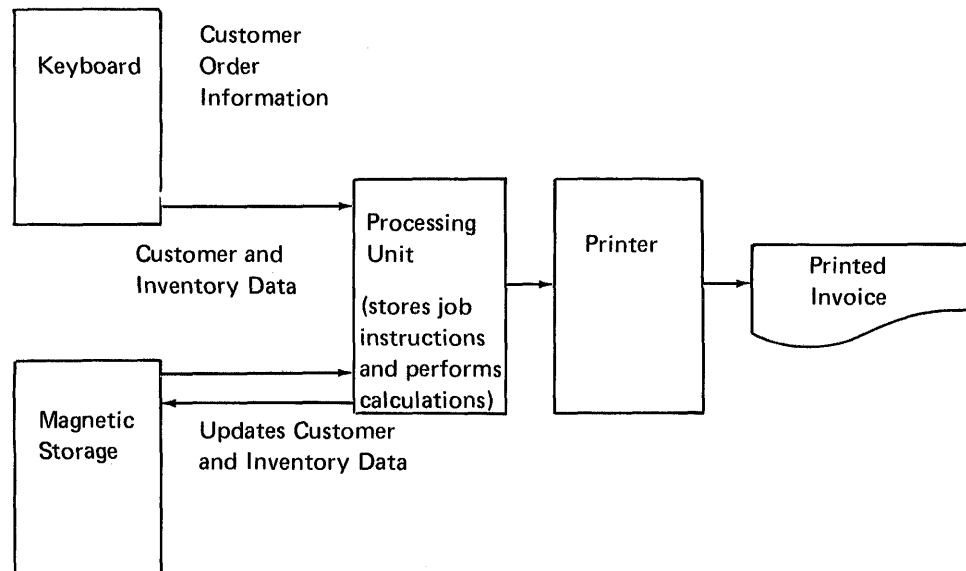 Keyboard
Customer
Order
Information
Customer and
Inventory Data
Processing
Unit
(stores job
instructions
and performs
calculations)
Printer
Printed
Invoice
Magnetic
Storage
Updates Customer
and Inventory Data